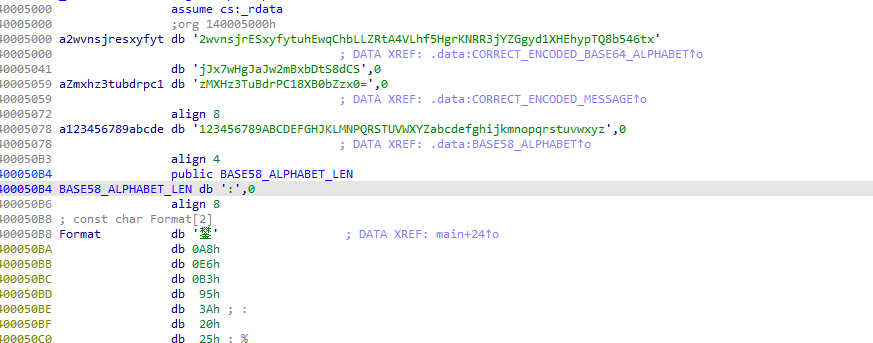 40005000 assume cs:_rdata
40005000 ;org 140005000h
40005000 a2wvnsjresxyfyt db '2wvnsjrESxyfytuhEwqChbLLZRtA4VLhf5HgrKNRR3jYZGgyd1XHEhypTQ8b546tx'
40005000 ; DATA XREF: .data:CORRECT_ENCODED_BASE64_ALPHABET↑o
40005041 db 'jJx7wHgJaJw2mBxbDtS8dCS',0
40005059 aZmxhz3tubdrpc1 db 'zMXHz3TuBdrPC18XB0bZzx0=',0
40005059 ; DATA XREF: .data:CORRECT_ENCODED_MESSAGE↑o
40005072 align 8
40005078 a123456789abcde db '123456789ABCDEFGHJKLMNPQRSTUVWXYZabcdefghijkmnopqrstuvwxyz',0
40005078 ; DATA XREF: .data:BASE58_ALPHABET↑o
400050B3 align 4
400050B4 public BASE58_ALPHABET_LEN
400050B4 BASE58_ALPHABET_LEN db ':',0
400050B6 align 8
400050B8 ; const char Format[2]
400050B8 Format db ' ' ; DATA XREF: main+24↑o
400050BA db 0A8h
400050BB db 0E6h
400050BC db 0B3h
400050BD db 95h
400050BE db 3Ah ; :
400050BF db 20h
400050C0 db 25h ; %